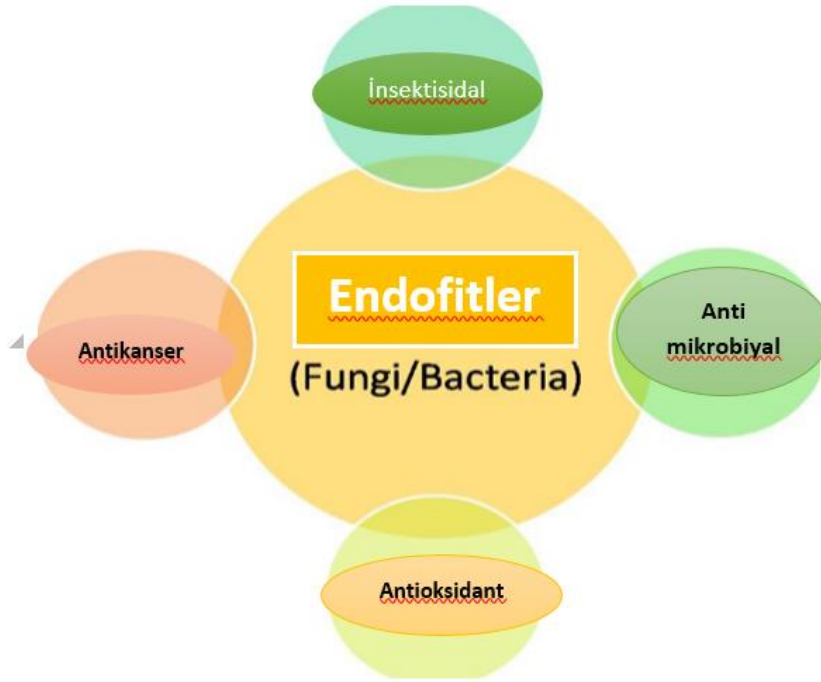 İnsektisidal
Endofitler
(Fungi/Bacteria)
Antikanser
Anti
mikrobiyal
Antioksidant